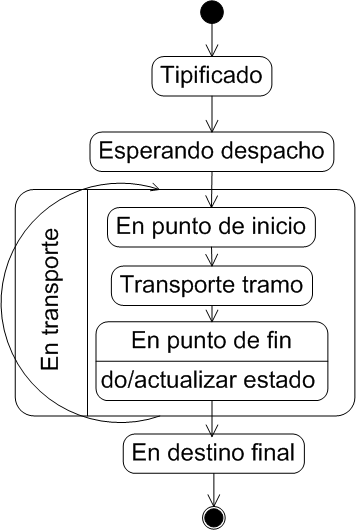 Tipificado
Esperando despacho
En transporte
En punto de inicio
Transporte tramo
En punto de fin
do/actualizar estado
En destino final